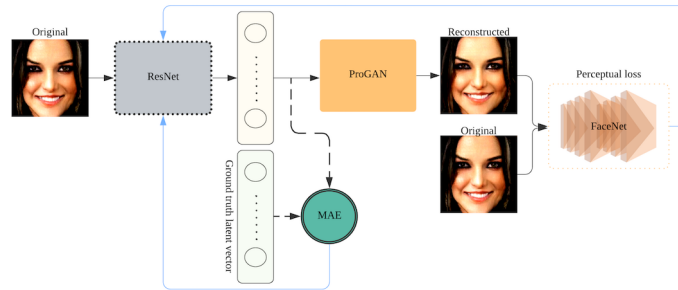 Original
ResNet
ProGAN
Reconstructed
Original
Perceptual loss
FaceNet
Ground truth latent vector
MAE